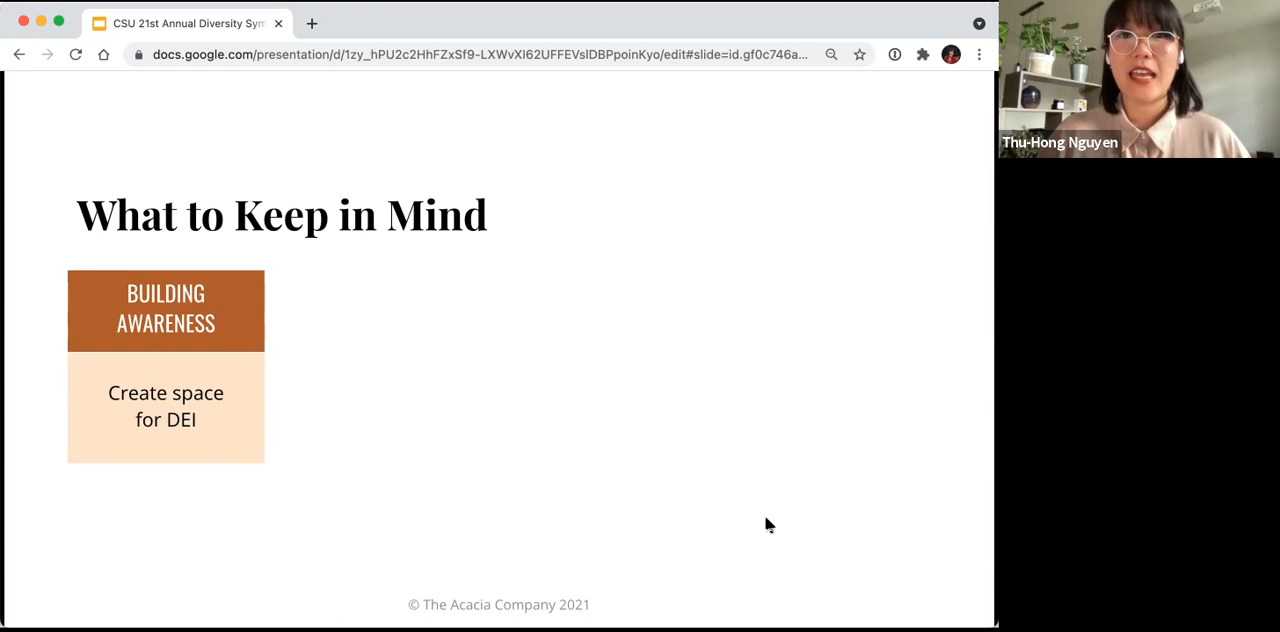 CSU 21st Annual Diversity Sym
docs.google.com/presentation/d/1zy_hPU2c2HhFZxSf9-LXWvXI62UFFEVslDBPpoinKyo/edit#slide=id.gf0c746a...
Thu-Hong Nguyen
What to Keep in Mind
BUILDING
AWARENESS
Create space
for DEI
© The Acacia Company 2021